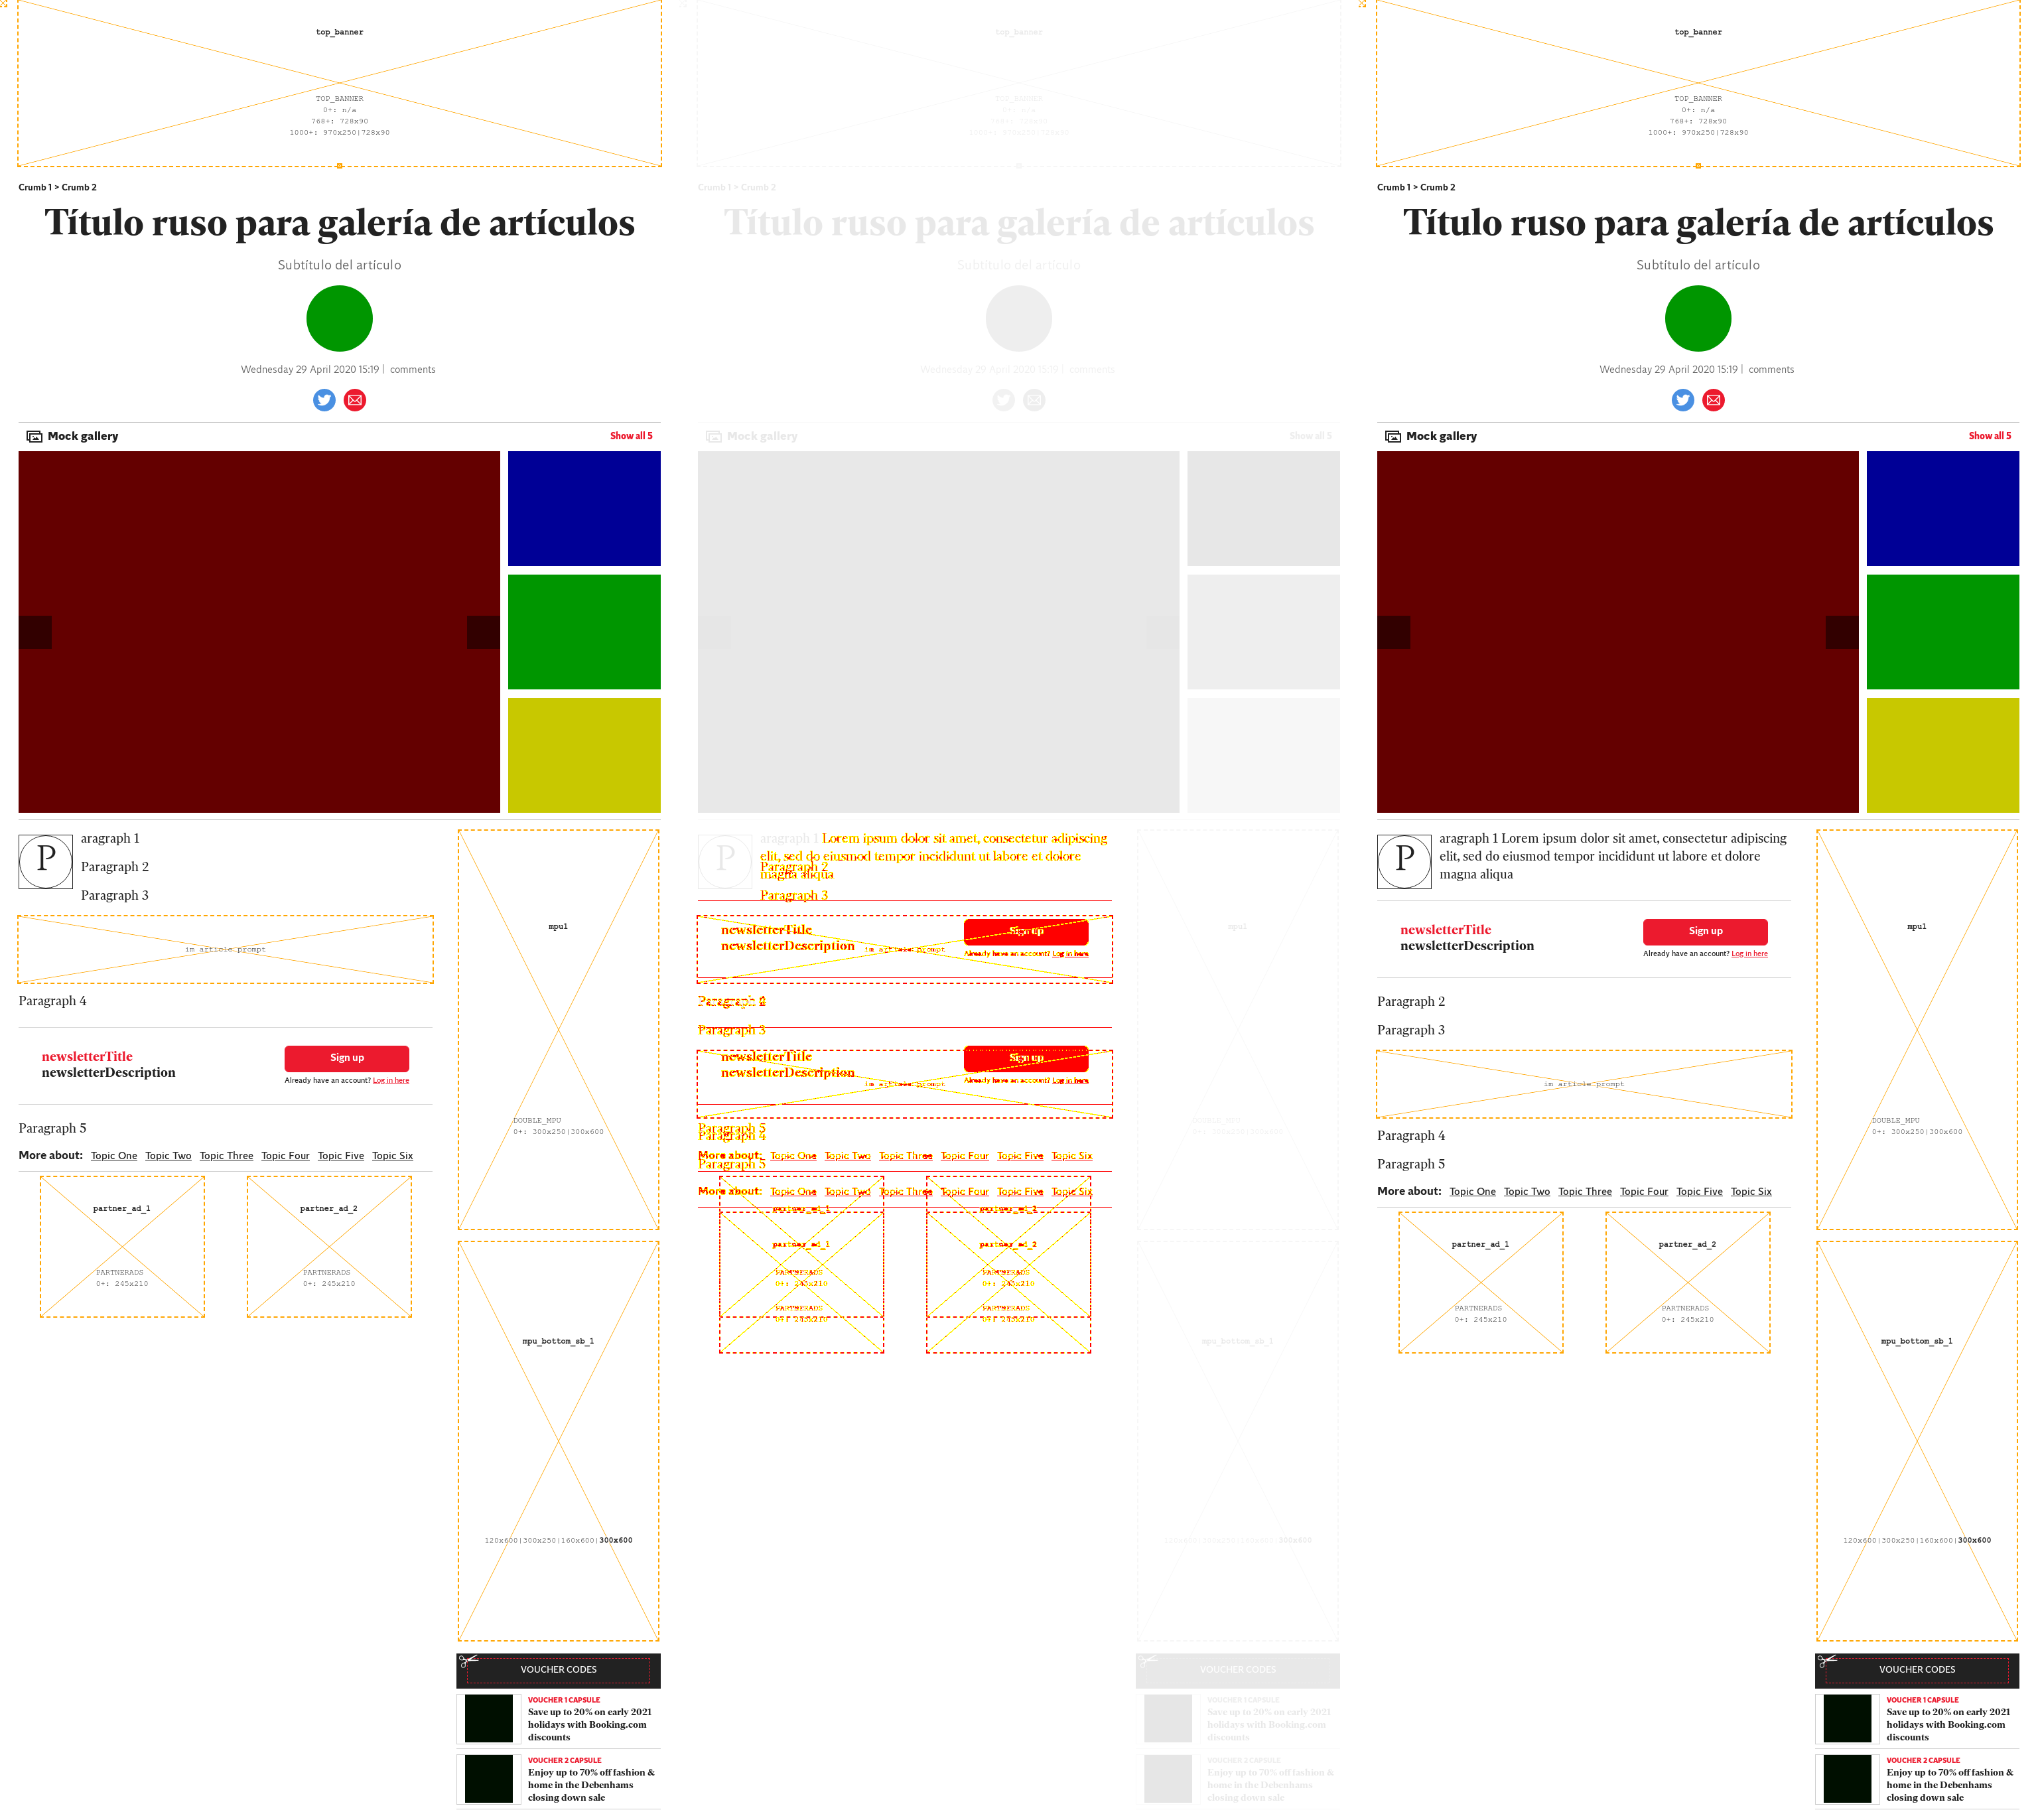 top_banner
TOP_BANNER
0+: n/a
768+: 728x90
1000+: 970x250|728x90
Crumb 1 > Crumb 2
Título ruso para galería de artículos
Subtítulo del artículo
Wednesday 29 April 2020 15:19 | comments
Mock gallery
Show all 5
P
aragraph 1
Paragraph 2
Paragraph 3
im article prompt
Paragraph 4
newsletterTitle
newsletterDescription
Sign up
Already have an account? Log in here
Paragraph 5
More about: Topic One Topic Two Topic Three Topic Four Topic Five Topic Six
partner_ad_1
PARTNERADS
0+: 245x210
partner_ad_2
PARTNERADS
0+: 245x210
mpu1
DOUBLE_MPU
0+: 300x250|300x600
mpu_bottom_sb_1
120x600|300x250|160x600|300x600
VOUCHER CODES
VOUCHER 1 CAPSULE
Save up to 20% on early 2021
holidays with Booking.com
discounts
VOUCHER 2 CAPSULE
Enjoy up to 70% off fashion &
home in the Debenhams
closing down sale
top_banner
TOP_BANNER
0+: n/a
768+: 728x90
1000+: 970x250|728x90
Crumb 1 > Crumb 2
Título ruso para galería de artículos
Subtítulo del artículo
Wednesday 29 April 2020 15:19 | comments
Mock gallery
Show all 5
P
aragraph 1 Lorem ipsum dolor sit amet, consectetur adipiscing
elit, sed do eiusmod tempor incididunt ut labore et dolore
Paragraph 2
magna aliqua
Paragraph 3
newsletterTitle
newsletterDescription
im article prompt
Sign up
Already have an account? Log in here
Paragraph 3
newsletterTitle
newsletterDescription
im article prompt
Sign up
Already have an account? Log in here
Paragraph 5
Paragraph 4
More about: Topic One Topic Two Topic Three Topic Four Topic Five Topic Six
Paragraph 5
More about: Topic One Topic Two Topic Three Topic Four Topic Five Topic Six
partner_ad_1
partner_ad_2
PARTNERADS
0+: 245x210
PARTNERADS
0+: 245x210
PARTNERADS
0+: 245x210
PARTNERADS
0+: 245x210
mpu1
DOUBLE_MPU
0+: 300x250|300x600
mpu_bottom_sb_1
120x600|300x250|160x600|300x600
VOUCHER CODES
VOUCHER 1 CAPSULE
Save up to 20% on early 2021
holidays with Booking.com
discounts
VOUCHER 2 CAPSULE
Enjoy up to 70% off fashion &
home in the Debenhams
closing down sale
top_banner
TOP_BANNER
0+: n/a
768+: 728x90
1000+: 970x250|728x90
Crumb 1 > Crumb 2
Título ruso para galería de artículos
Subtítulo del artículo
Wednesday 29 April 2020 15:19 | comments
Mock gallery
Show all 5
P
aragraph 1 Lorem ipsum dolor sit amet, consectetur adipiscing
elit, sed do eiusmod tempor incididunt ut labore et dolore
magna aliqua
newsletterTitle
newsletterDescription
Sign up
Already have an account? Log in here
Paragraph 2
Paragraph 3
im article prompt
Paragraph 4
Paragraph 5
More about: Topic One Topic Two Topic Three Topic Four Topic Five Topic Six
partner_ad_1
PARTNERADS
0+: 245x210
partner_ad_2
PARTNERADS
0+: 245x210
mpu1
DOUBLE_MPU
0+: 300x250|300x600
mpu_bottom_sb_1
120x600|300x250|160x600|300x600
VOUCHER CODES
VOUCHER 1 CAPSULE
Save up to 20% on early 2021
holidays with Booking.com
discounts
VOUCHER 2 CAPSULE
Enjoy up to 70% off fashion &
home in the Debenhams
closing down sale